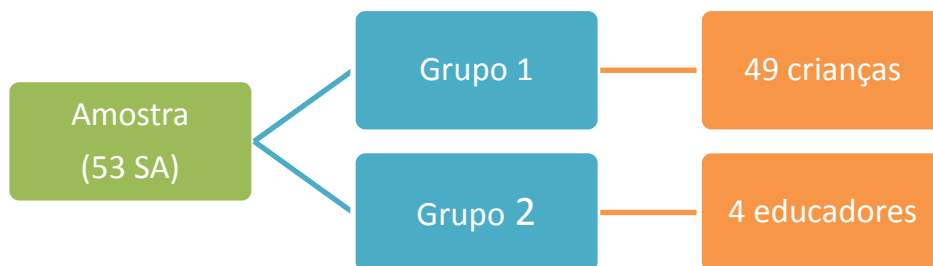 Amostra
(53 SA)
Grupo 1
49 crianças
Grupo 2
4 educadores